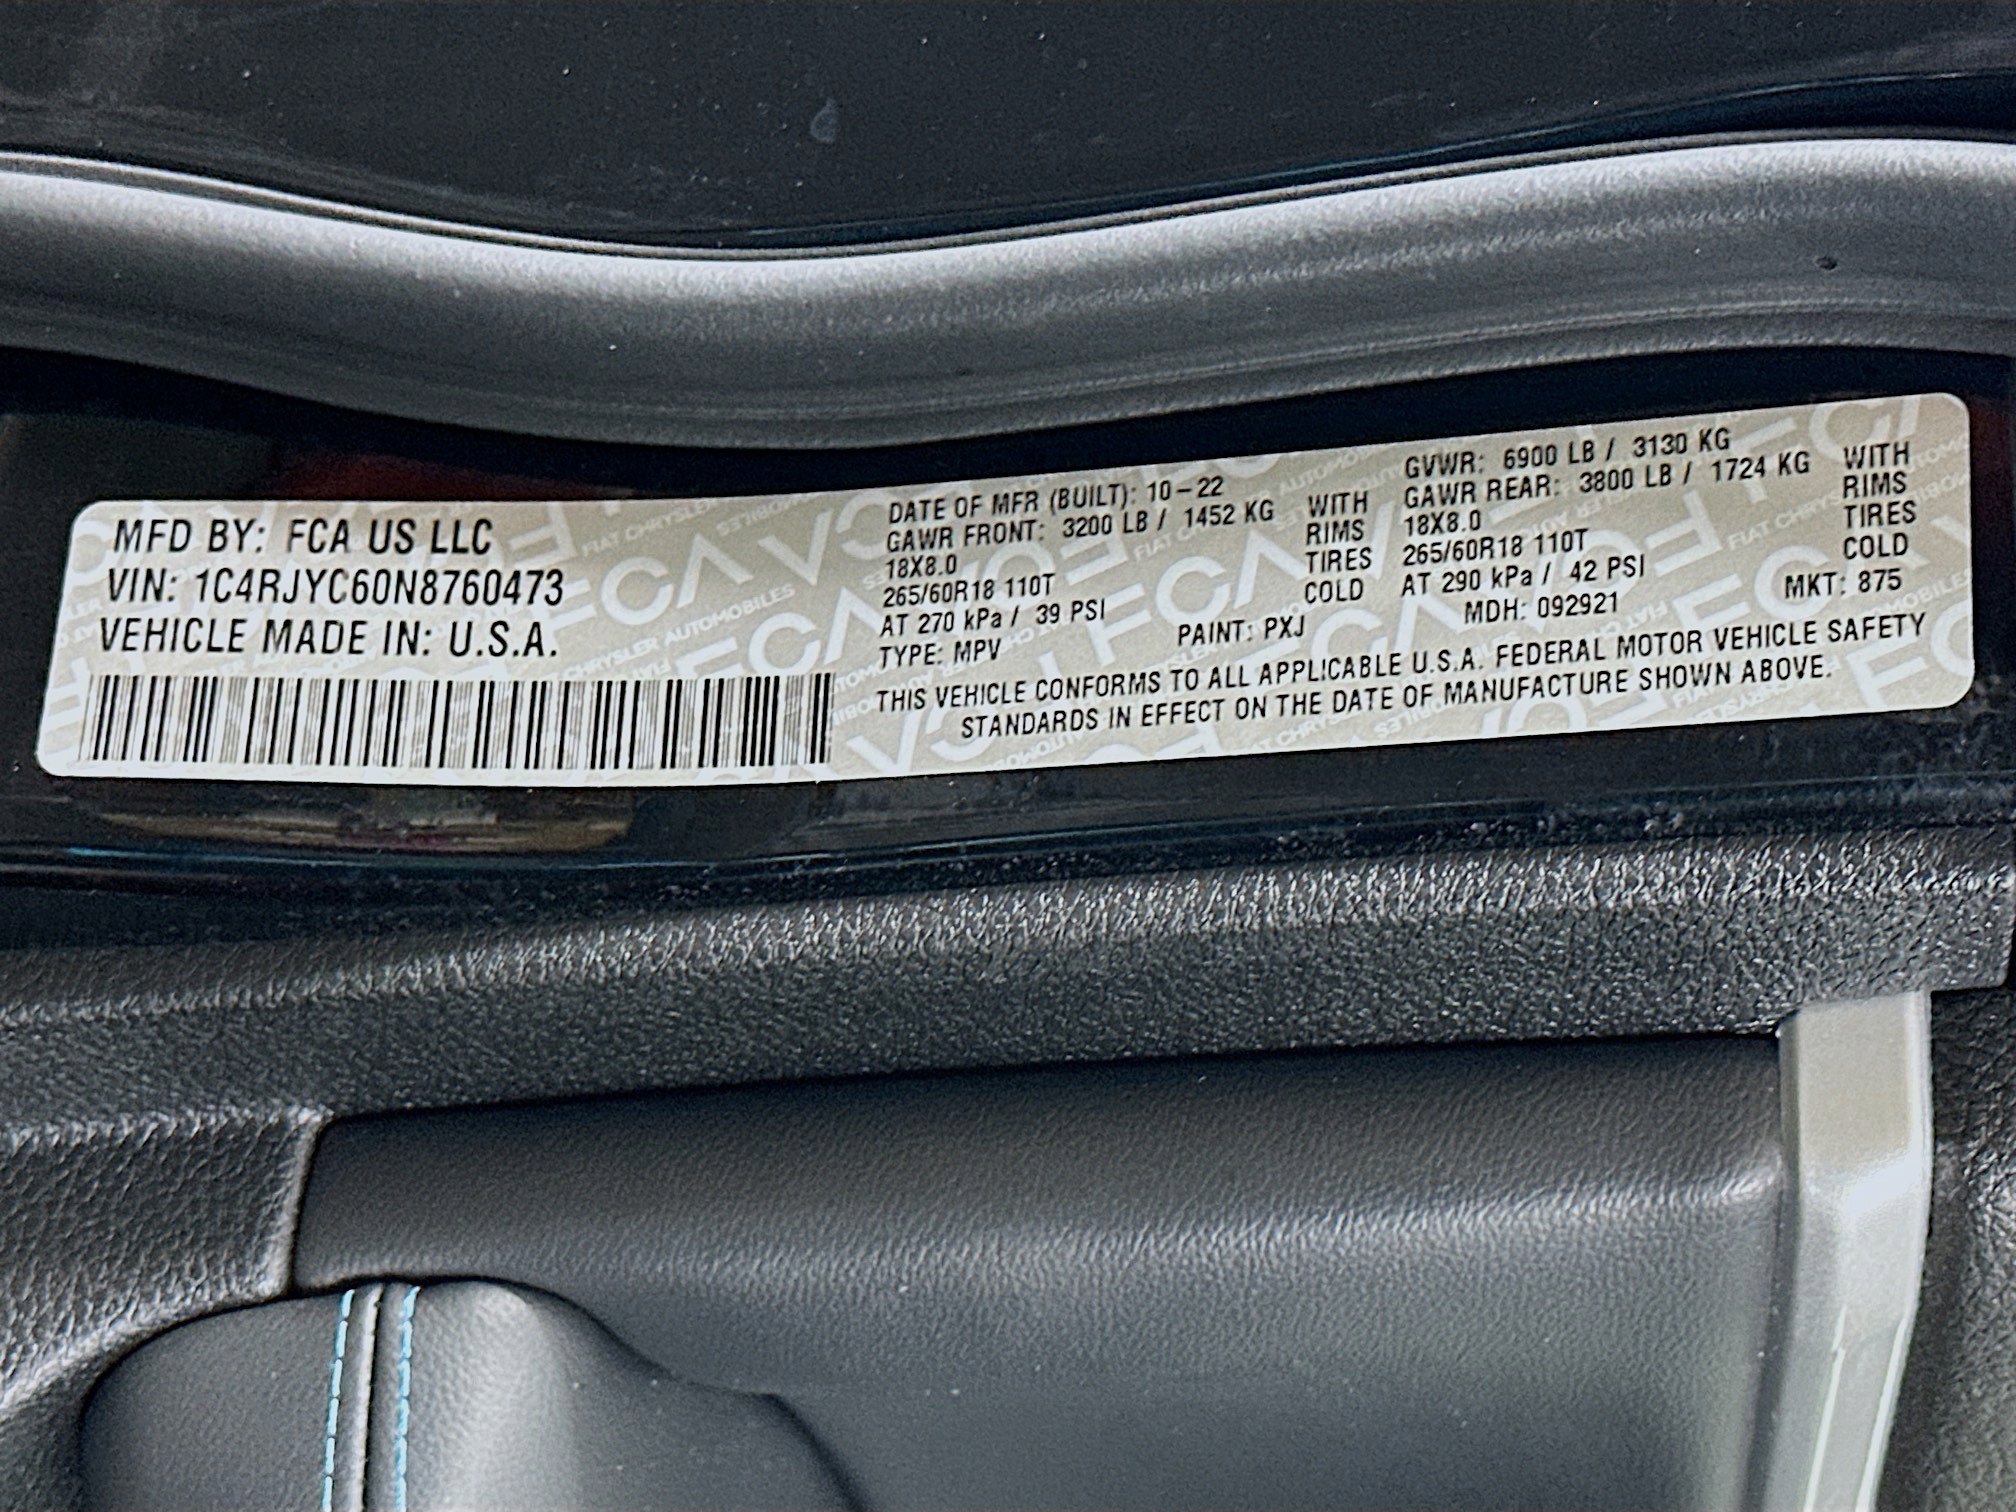 MFD BY: FCA US LLC
VIN: 1C4RJYC60N8760473
VEHICLE MADE IN: U.S.A.
DATE OF MFR (BUILT): 10-22
GAWR FRONT: 3200 LB / 1452 KG WITH
18X8.0 RIMS
265/60R18 110T TIRES
AT 270 kPa / 39 PSI COLD
TYPE: MPV PAINT: PXJ
GVWR: 6900 LB / 3130 KG
GAWR REAR: 3800 LB / 1724 KG WITH
18X8.0 RIMS
265/60R18 110T TIRES
AT 290 kPa / 42 PSI COLD
MDH: 092921 MKT: 875
THIS VEHICLE CONFORMS TO ALL APPLICABLE U.S.A. FEDERAL MOTOR VEHICLE SAFETY
STANDARDS IN EFFECT ON THE DATE OF MANUFACTURE SHOWN ABOVE.
FCA
FIAT CHRYSLER AUTOMOBILES